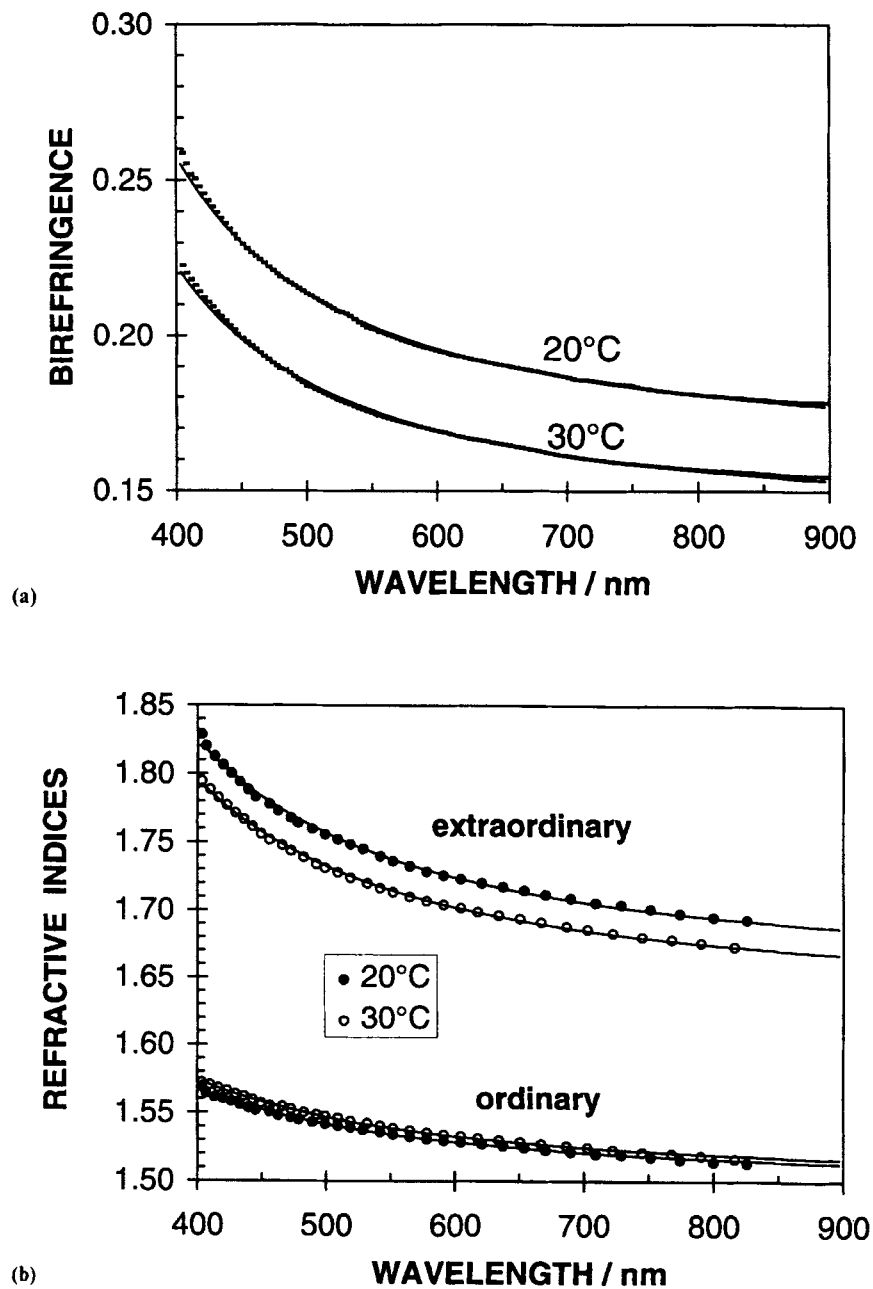 0.30
0.25
0.20
0.15
BIREFRINGENCE
20°C
30°C
400 500 600 700 800 900
WAVELENGTH / nm
(a)
1.85
1.80
1.75
1.70
1.65
1.60
1.55
1.50
REFRACTIVE INDICES
extraordinary
20°C
30°C
ordinary
400 500 600 700 800 900
WAVELENGTH / nm
(b)